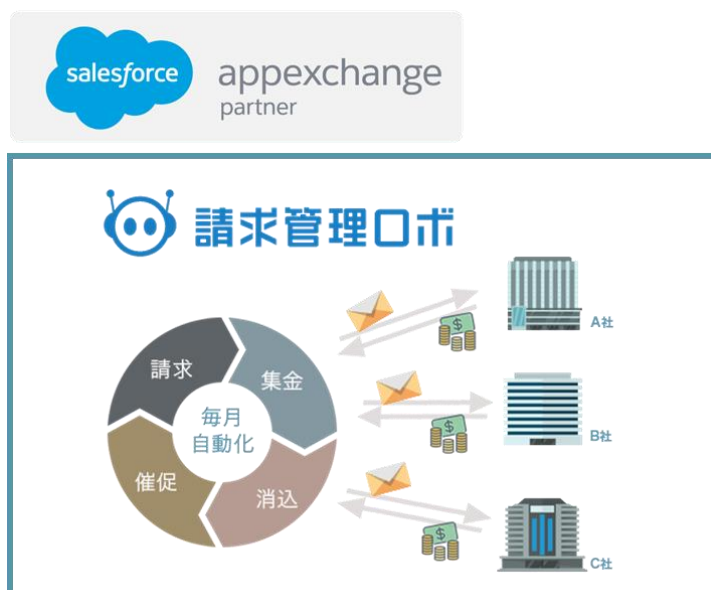 salesforce
appexchange
partner
請求管理ロボ
請求
集金
毎月
自動化
催促
消込
A社
B社
C社